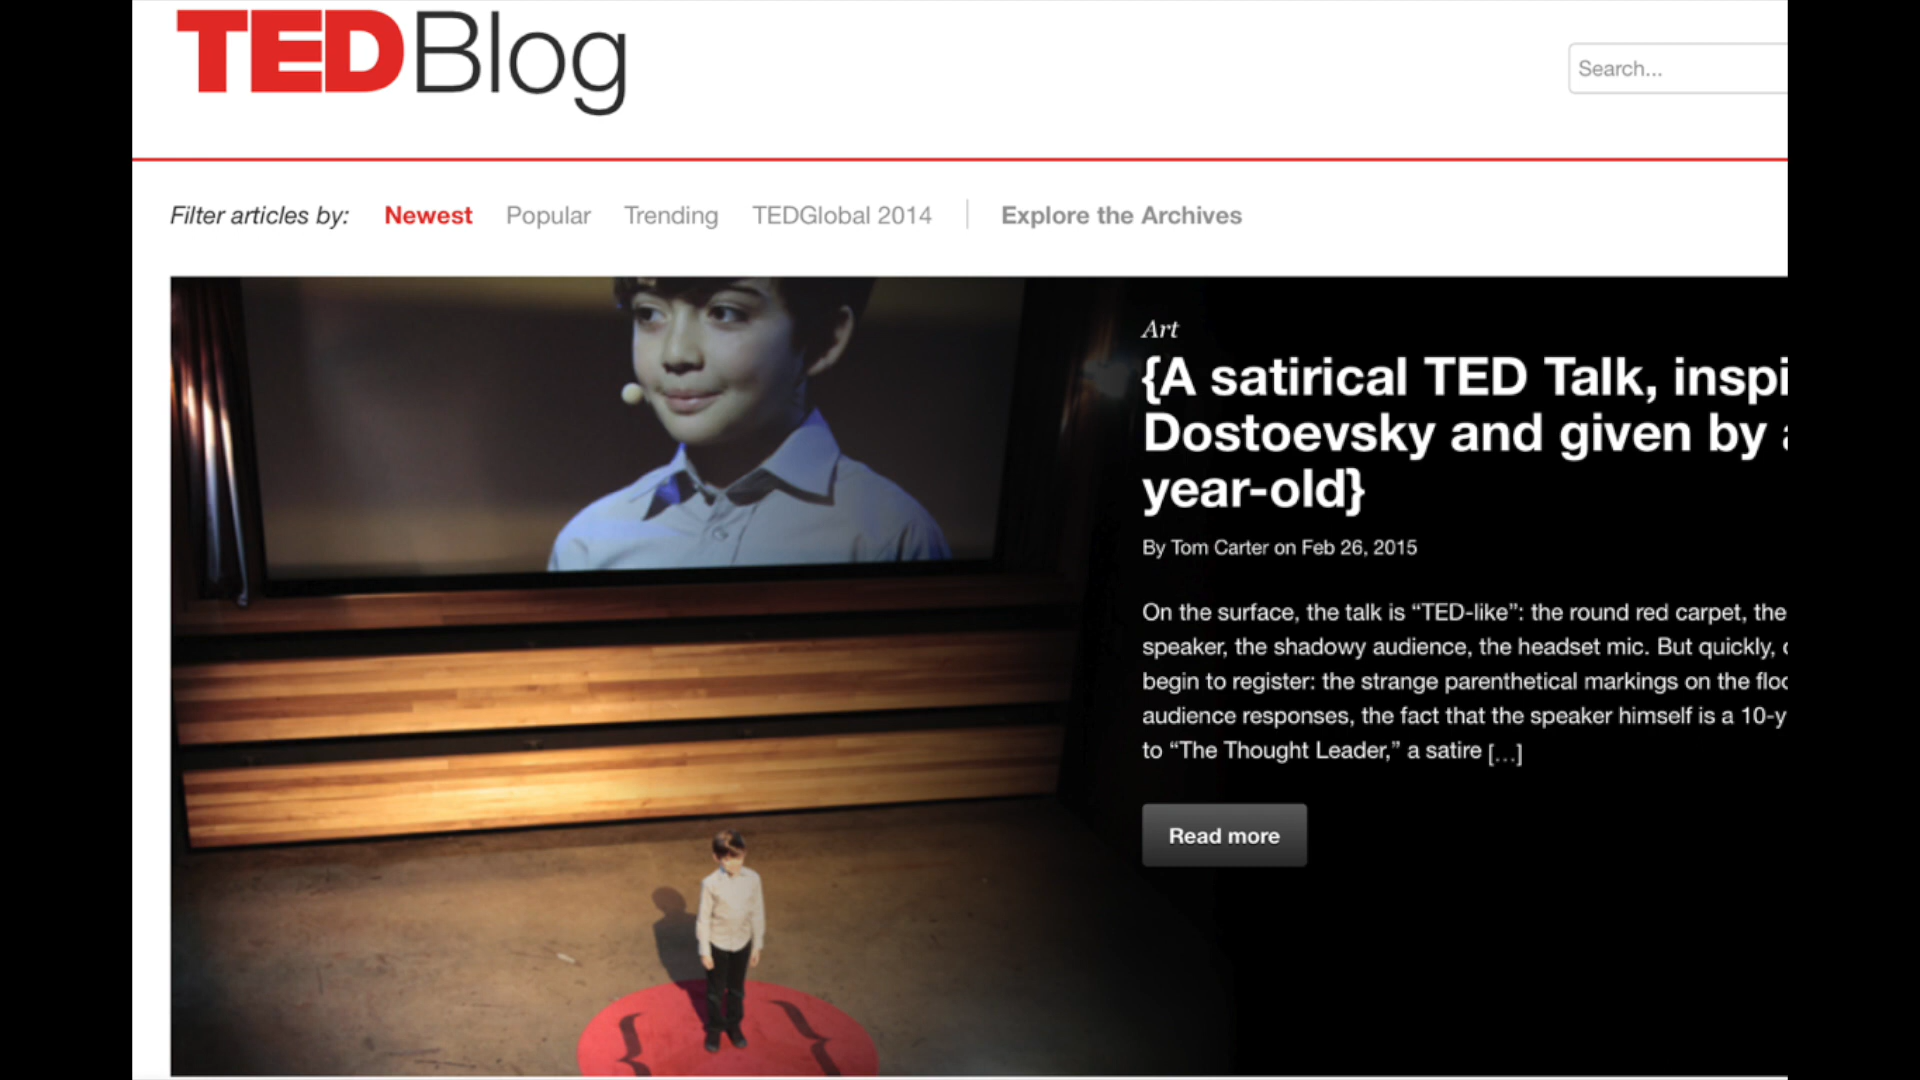 TEDBlog
Search...
Filter articles by: Newest Popular Trending TEDGlobal 2014 Explore the Archives
Art
{A satirical TED Talk, inspi
Dostoevsky and given by
year-old}
By Tom Carter on Feb 26, 2015
On the surface, the talk is “TED-like”: the round red carpet, the
speaker, the shadowy audience, the headset mic. But quickly,
begin to register: the strange parenthetical markings on the floo
audience responses, the fact that the speaker himself is a 10-y
to “The Thought Leader,” a satire [...]
Read more
{ }